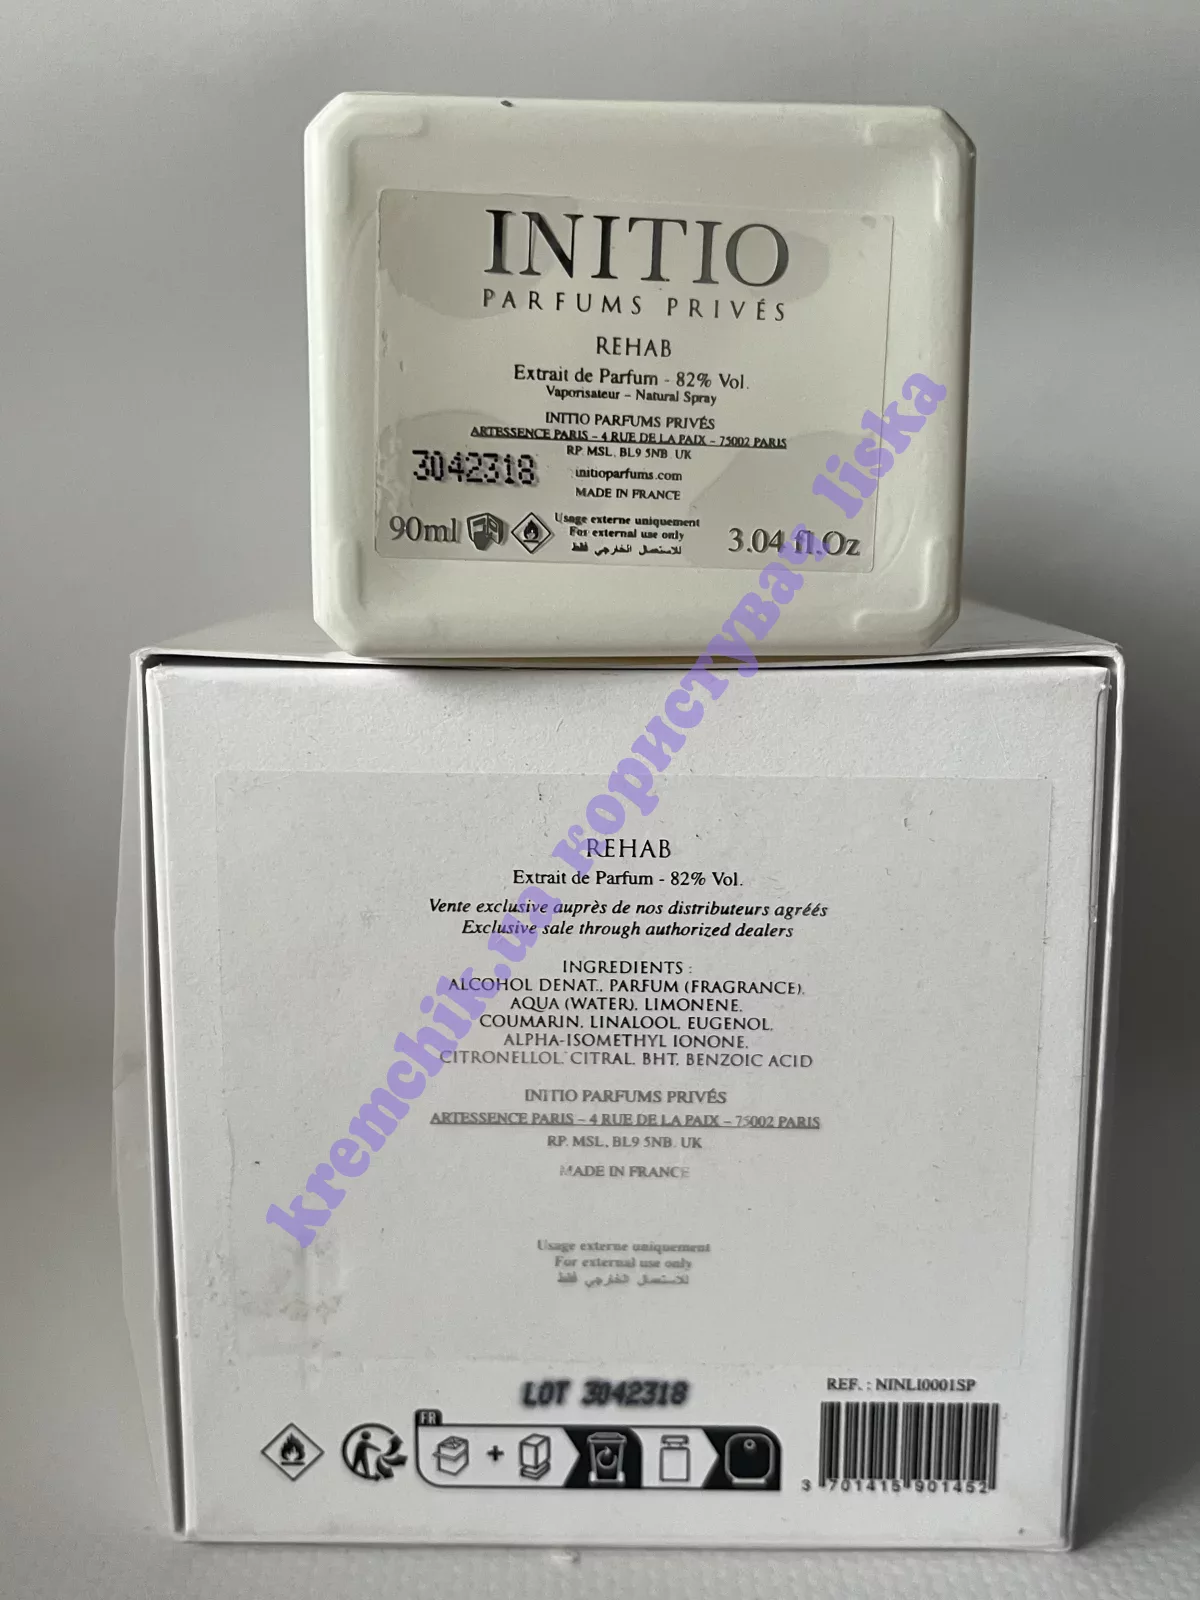 INITIO
PARFUMS PRIVÉS
REHAB
Extrait de Parfum - 82% Vol.
Vaporisateur – Natural Spray
INITIO PARFUMS PRIVÉS
ARTESSENCE PARIS – 4 RUE DE LA PAIX – 75002 PARIS
RP. MSL, BL9 5NB. UK
3042318
initioparfums.com
MADE IN FRANCE
90ml
Usage externe uniquement
For external use only
للاستعمال الخارجي فقط
3.04 fl.Oz
kremchik.ua користувач liska
REHAB
Extrait de Parfum - 82% Vol.
Vente exclusive auprès de nos distributeurs agréés
Exclusive sale through authorized dealers
INGREDIENTS :
ALCOHOL DENAT., PARFUM (FRAGRANCE),
AQUA (WATER), LIMONENE,
COUMARIN, LINALOOL, EUGENOL,
ALPHA-ISOMETHYL IONONE,
CITRONELLOL, CITRAL, BHT, BENZOIC ACID
INITIO PARFUMS PRIVÉS
ARTESSENCE PARIS – 4 RUE DE LA PAIX – 75002 PARIS
RP. MSL, BL9 5NB. UK
MADE IN FRANCE
Usage externe uniquement
For external use only
للاستعمال الخارجي فقط
LOT 3042318
REF. : NINLI0001SP
FR
3 701415 901452